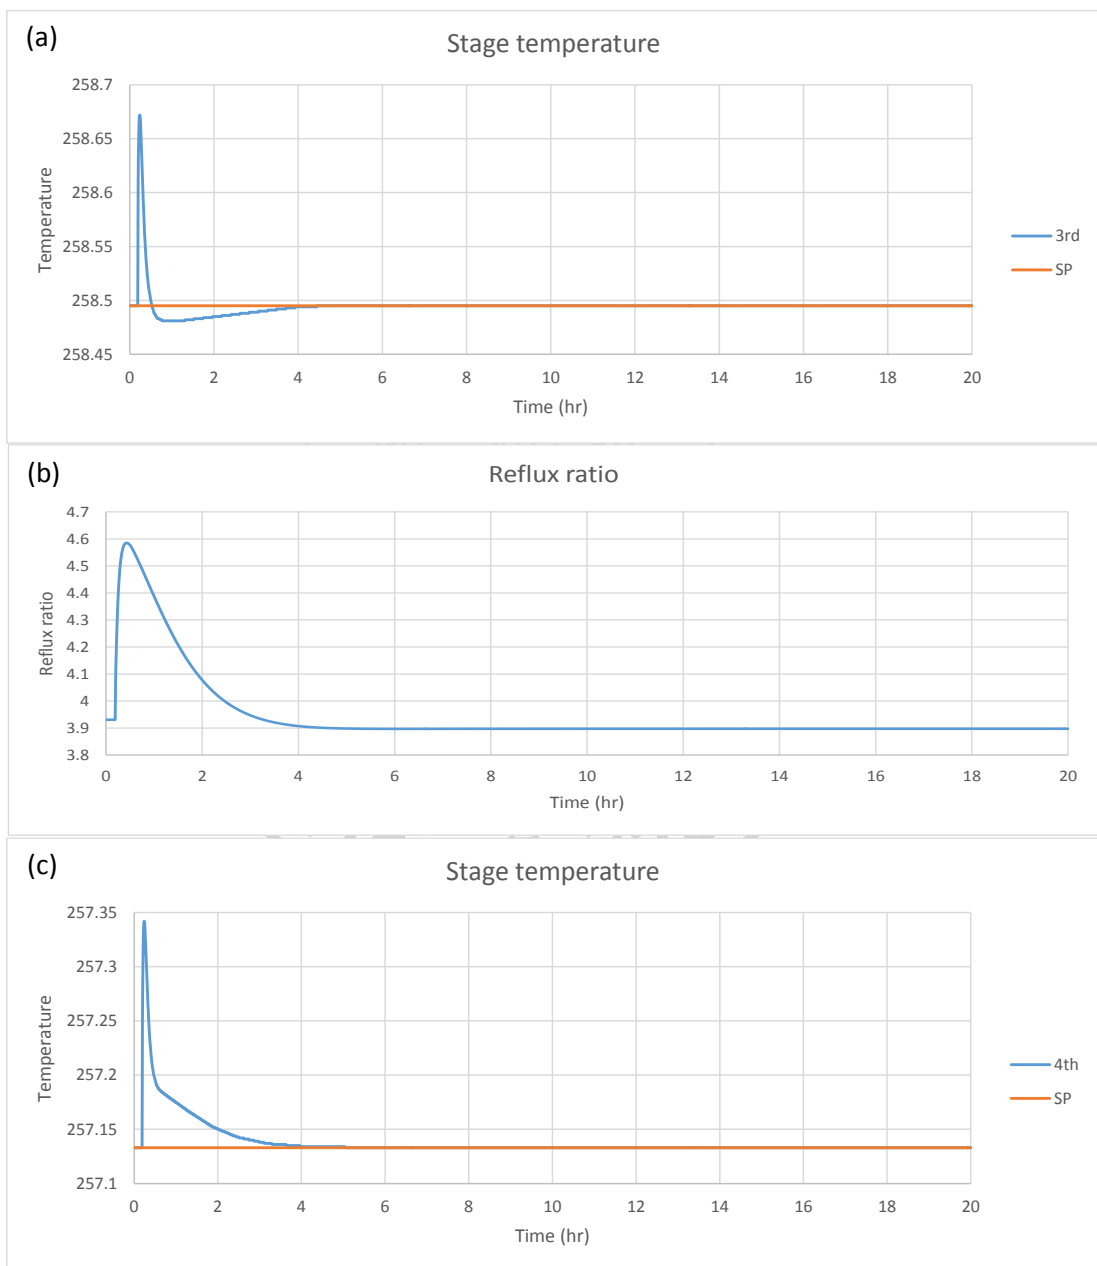 (a)
Stage temperature
258.7
258.65
258.6
258.55
258.5
258.45
Temperature
0 2 4 6 8 10 12 14 16 18 20
Time (hr)
3rd
SP
(b)
Reflux ratio
4.7
4.6
4.5
4.4
4.3
4.2
4.1
4
3.9
3.8
Reflux ratio
0 2 4 6 8 10 12 14 16 18 20
Time (hr)
(c)
Stage temperature
257.35
257.3
257.25
257.2
257.15
257.1
Temperature
0 2 4 6 8 10 12 14 16 18 20
Time (hr)
4th
SP